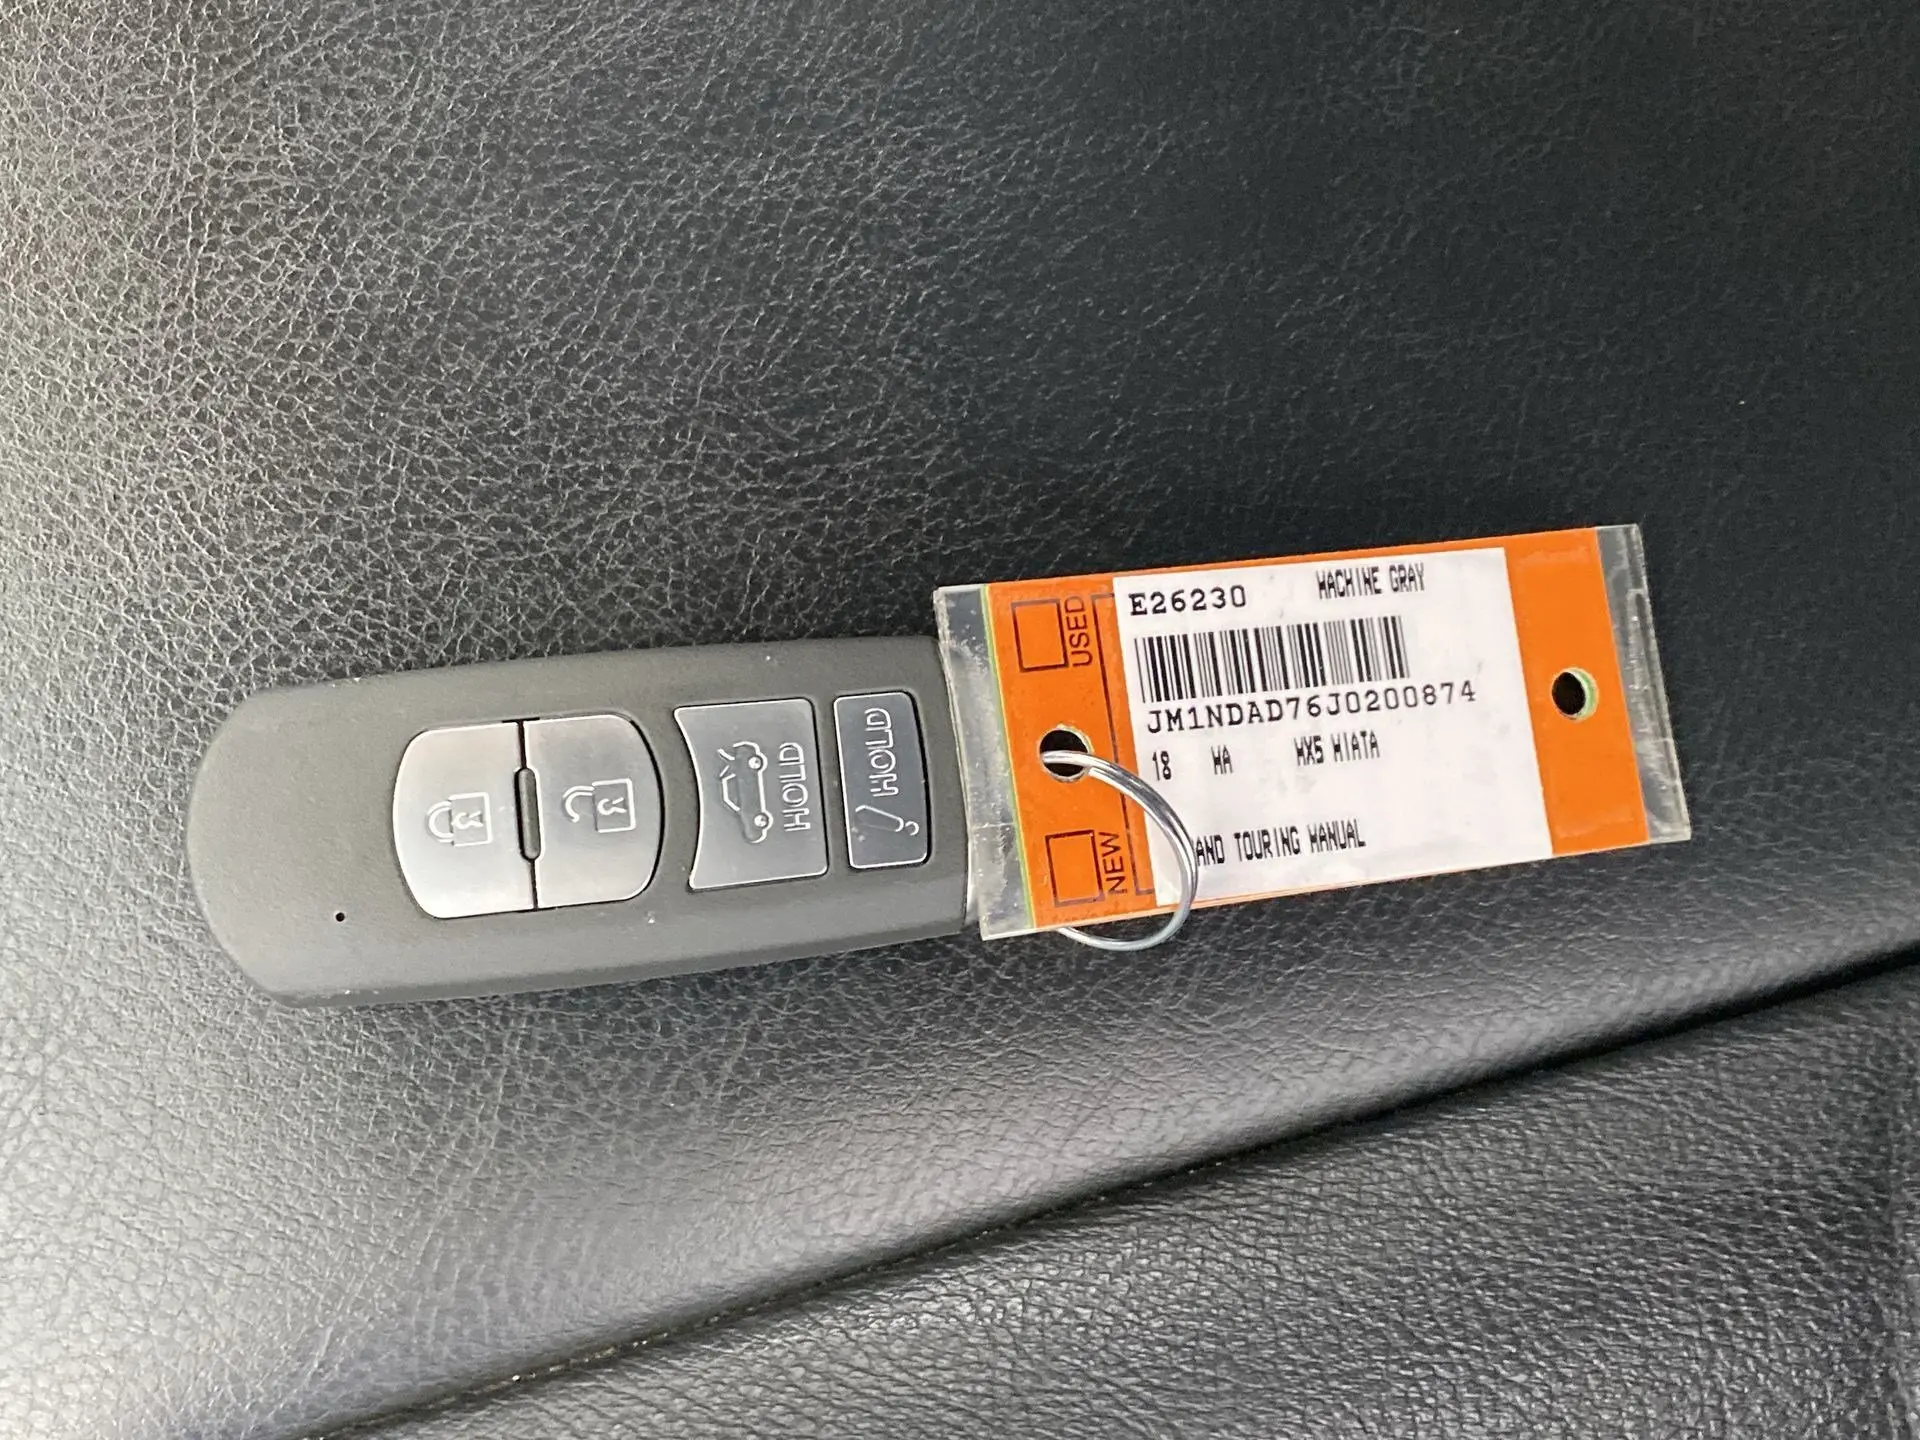 HOLD
HOLD
USED
NEW
E26230 MACHINE GRAY
JM1NDAD76J0200874
18 MA MX5 MIATA
AND TOURING MANUAL